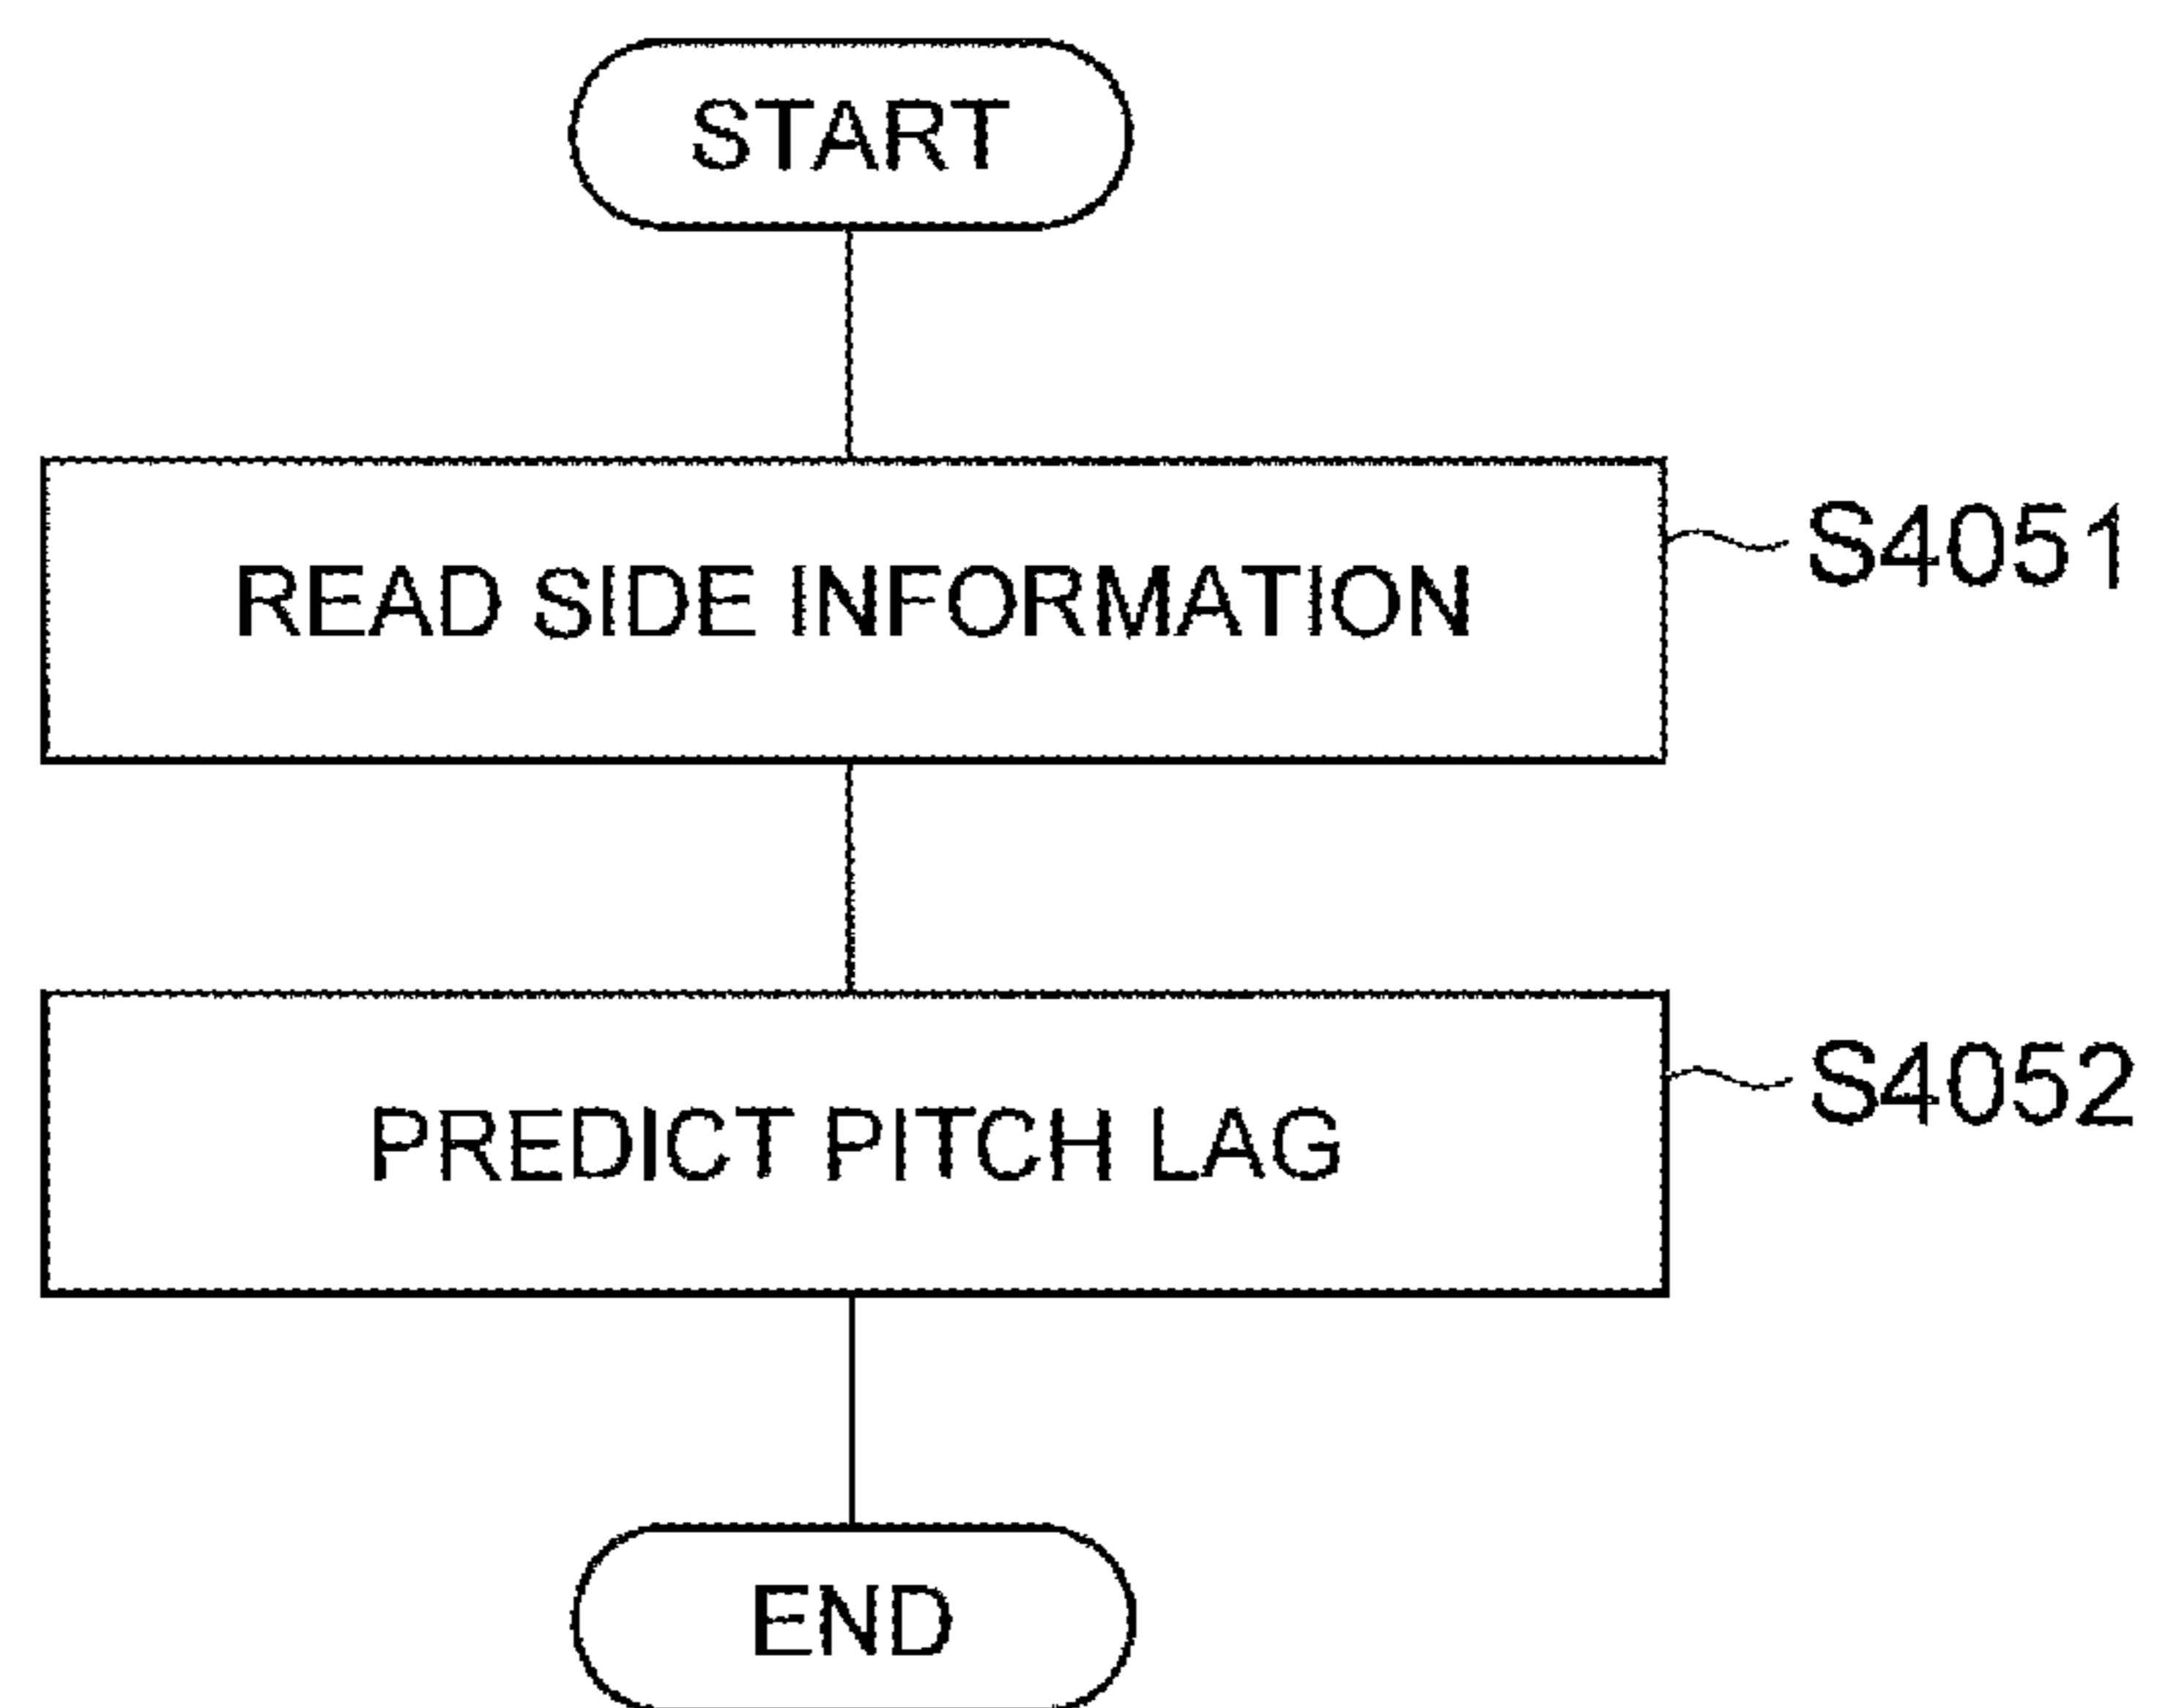 START
READ SIDE INFORMATION
S4051
PREDICT PITCH LAG
S4052
END